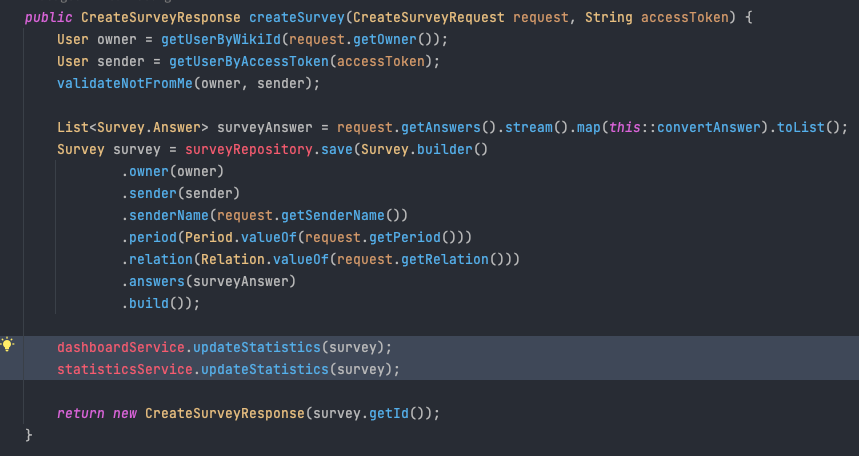 public CreateSurveyResponse createSurvey(CreateSurveyRequest request, String accessToken) {
    User owner = getUserByWikiId(request.getOwner());
    User sender = getUserByAccessToken(accessToken);
    validateNotFromMe(owner, sender);

    List<Survey.Answer> surveyAnswer = request.getAnswers().stream().map(this::convertAnswer).toList();
    Survey survey = surveyRepository.save(Survey.builder()
            .owner(owner)
            .sender(sender)
            .senderName(request.getSenderName())
            .period(Period.valueOf(request.getPeriod()))
            .relation(Relation.valueOf(request.getRelation()))
            .answers(surveyAnswer)
            .build());

    dashboardService.updateStatistics(survey);
    statisticsService.updateStatistics(survey);

    return new CreateSurveyResponse(survey.getId());
}